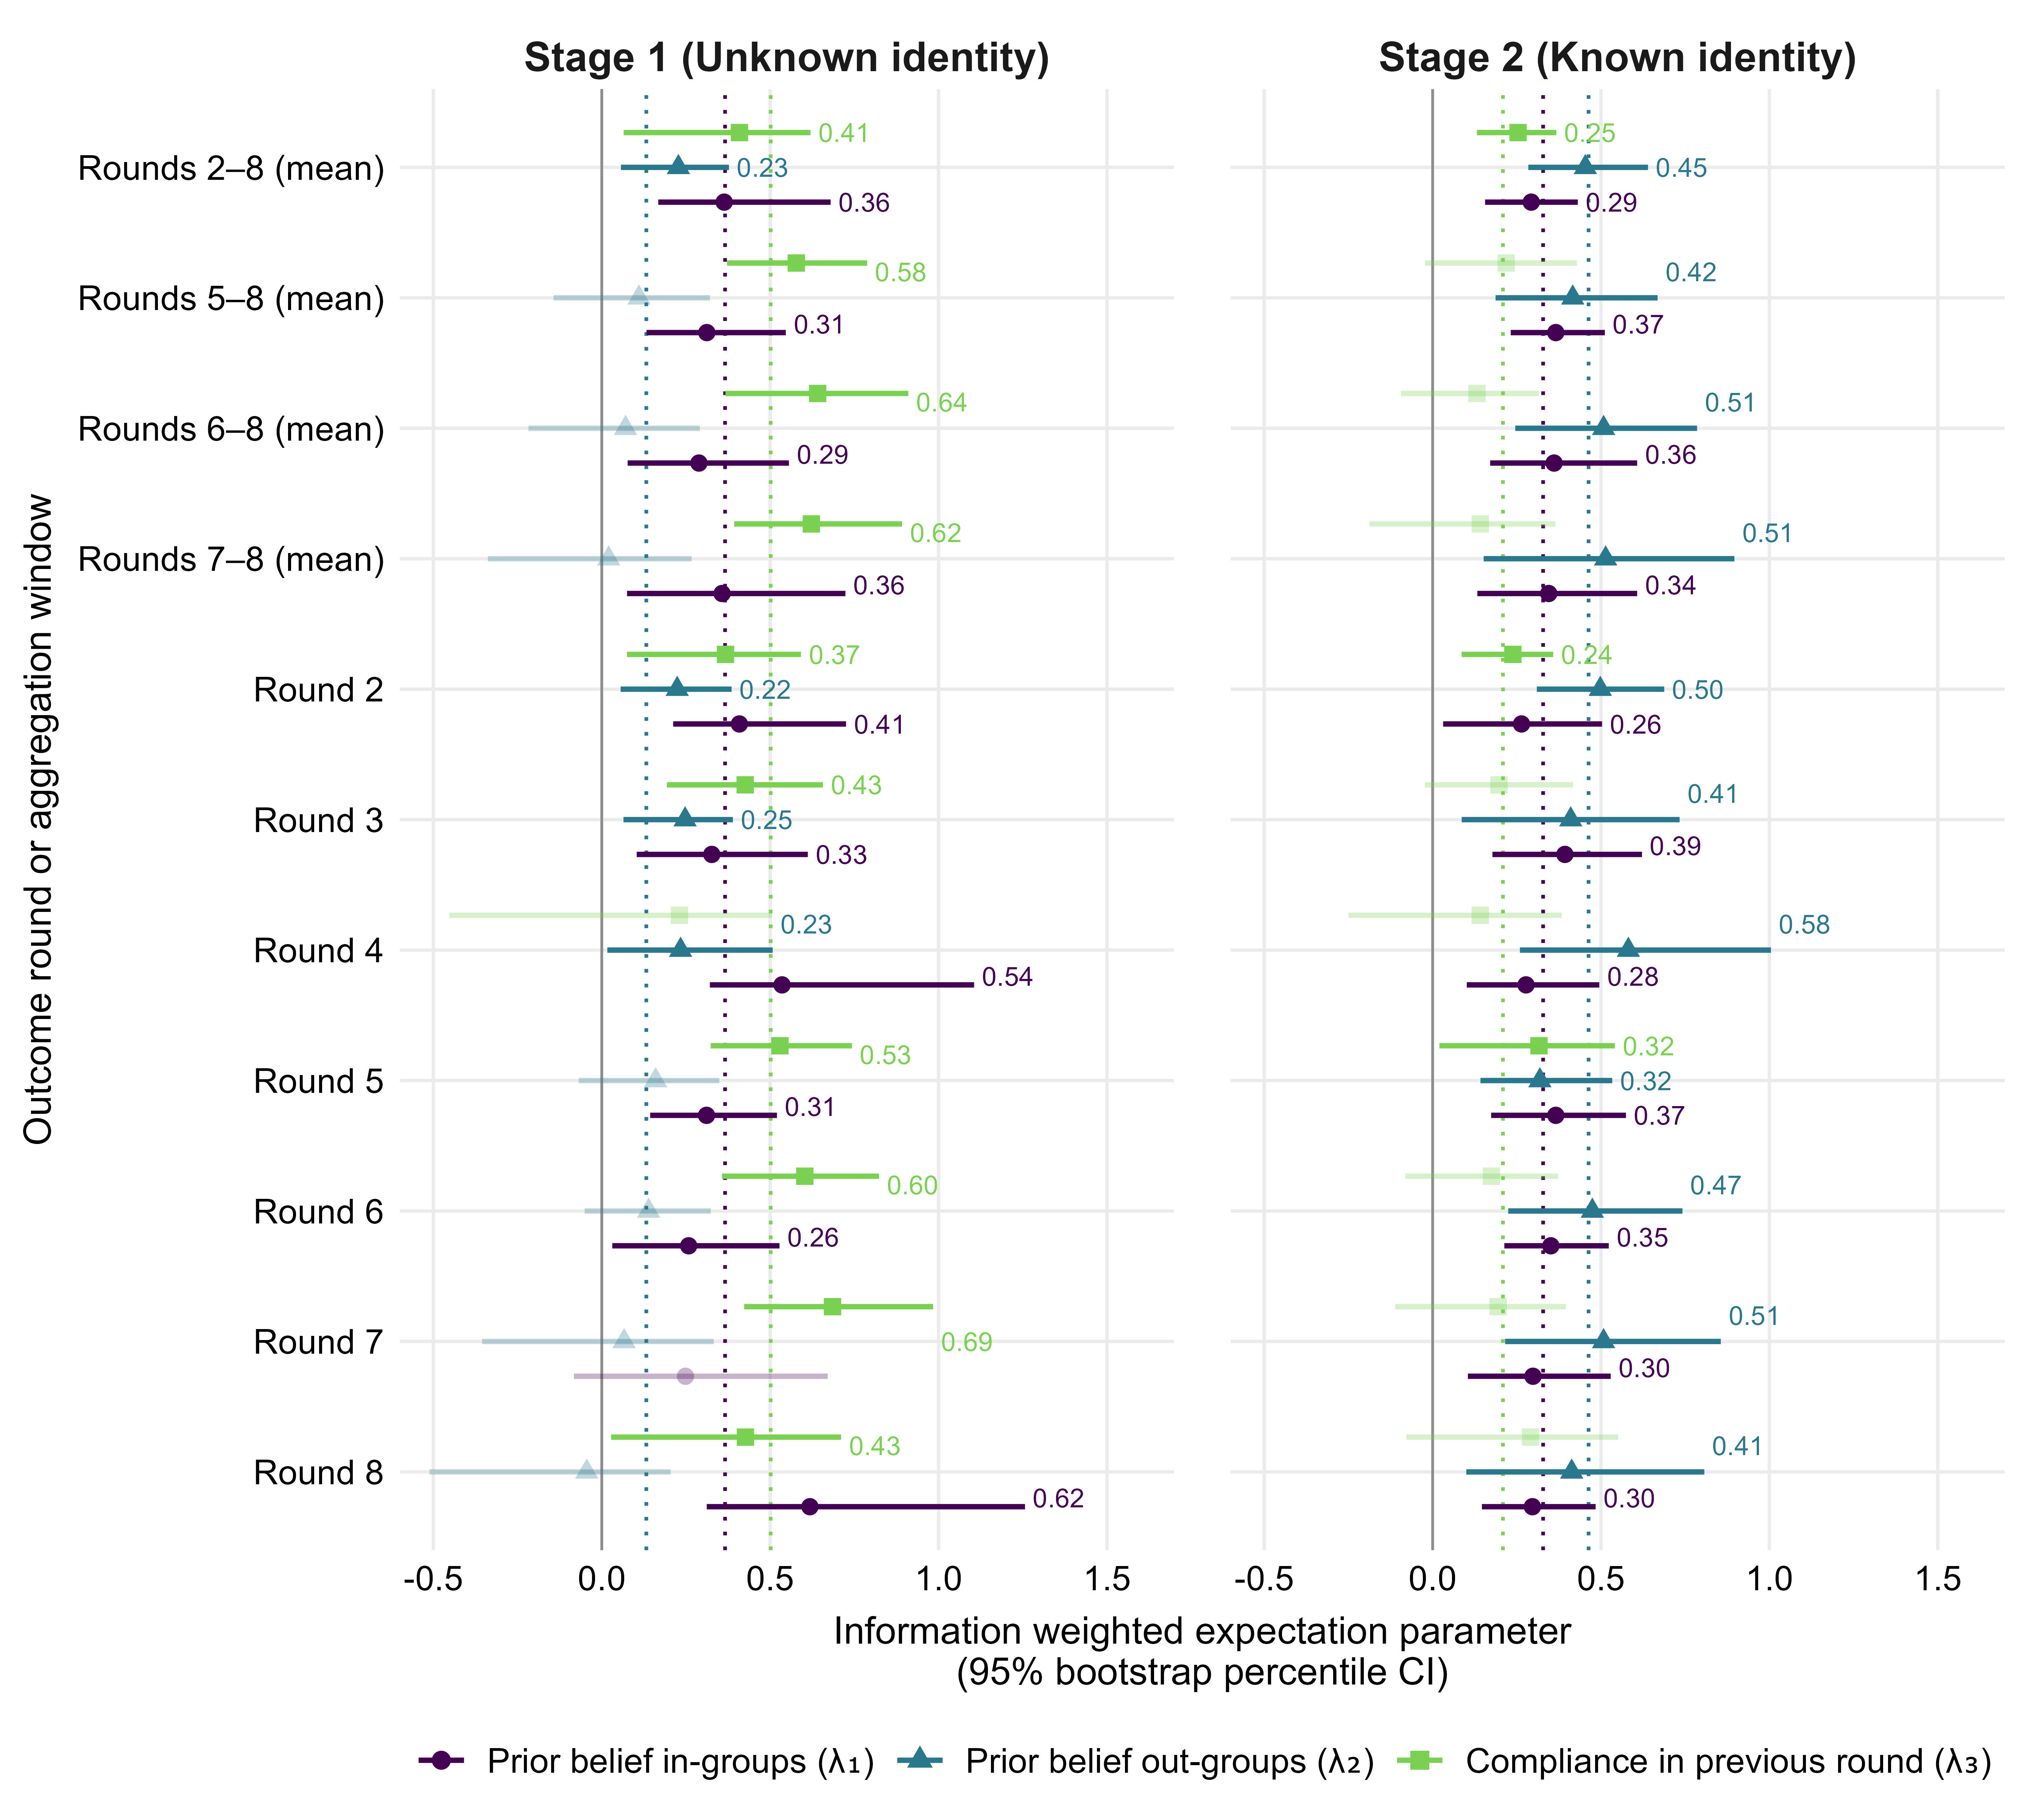 Stage 1 (Unknown identity)
Stage 2 (Known identity)
Outcome round or aggregation window
Rounds 2–8 (mean)
0.41
0.23
0.36
0.25
0.45
0.29
Rounds 5–8 (mean)
0.58
0.31
0.42
0.37
Rounds 6–8 (mean)
0.64
0.29
0.51
0.36
Rounds 7–8 (mean)
0.62
0.36
0.51
0.34
Round 2
0.37
0.22
0.41
0.24
0.50
0.26
Round 3
0.43
0.25
0.33
0.41
0.39
Round 4
0.23
0.54
0.58
0.28
Round 5
0.53
0.31
0.32
0.32
0.37
Round 6
0.60
0.26
0.47
0.35
Round 7
0.69
0.51
0.30
Round 8
0.43
0.62
0.41
0.30
-0.5 0.0 0.5 1.0 1.5
-0.5 0.0 0.5 1.0 1.5
Information weighted expectation parameter
(95% bootstrap percentile CI)
Prior belief in-groups (λ₁)
Prior belief out-groups (λ₂)
Compliance in previous round (λ₃)